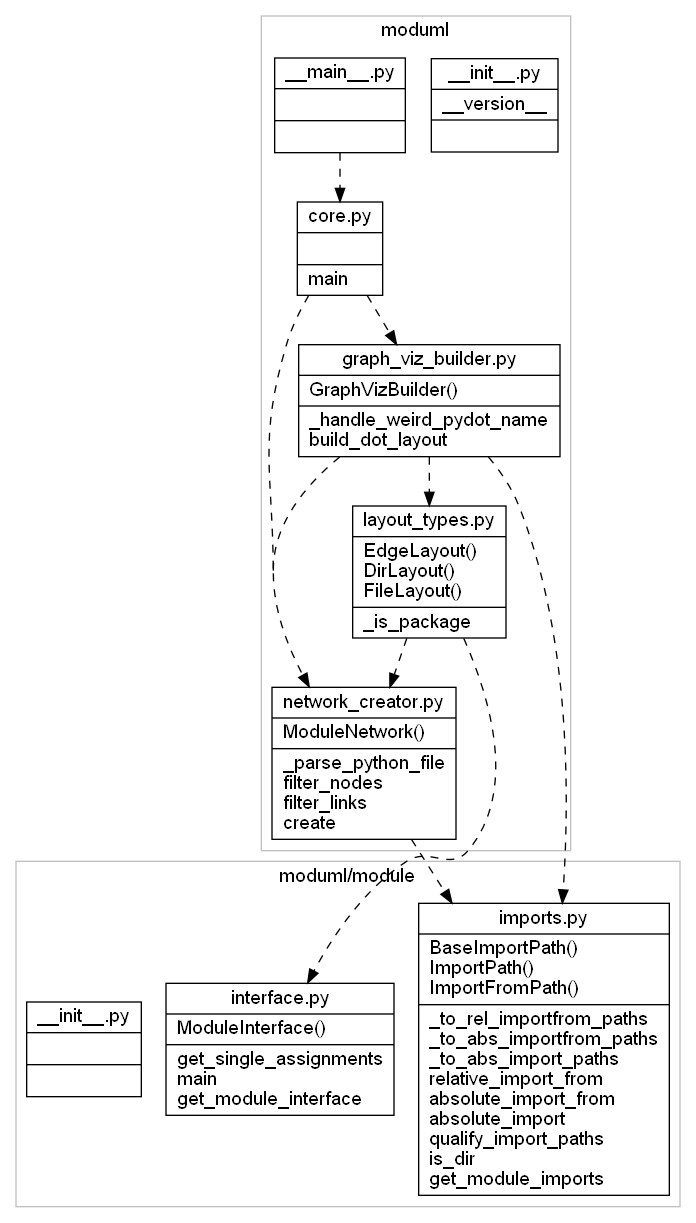 moduml
__main__.py
__init__.py
__version__
core.py
main
graph_viz_builder.py
GraphVizBuilder()
_handle_weird_pydot_name
build_dot_layout
layout_types.py
EdgeLayout()
DirLayout()
FileLayout()
_is_package
network_creator.py
ModuleNetwork()
_parse_python_file
filter_nodes
filter_links
create
moduml/module
__init__.py
interface.py
ModuleInterface()
get_single_assignments
main
get_module_interface
imports.py
BaseImportPath()
ImportPath()
ImportFromPath()
_to_rel_importfrom_paths
_to_abs_importfrom_paths
_to_abs_import_paths
relative_import_from
absolute_import_from
absolute_import
qualify_import_paths
is_dir
get_module_imports